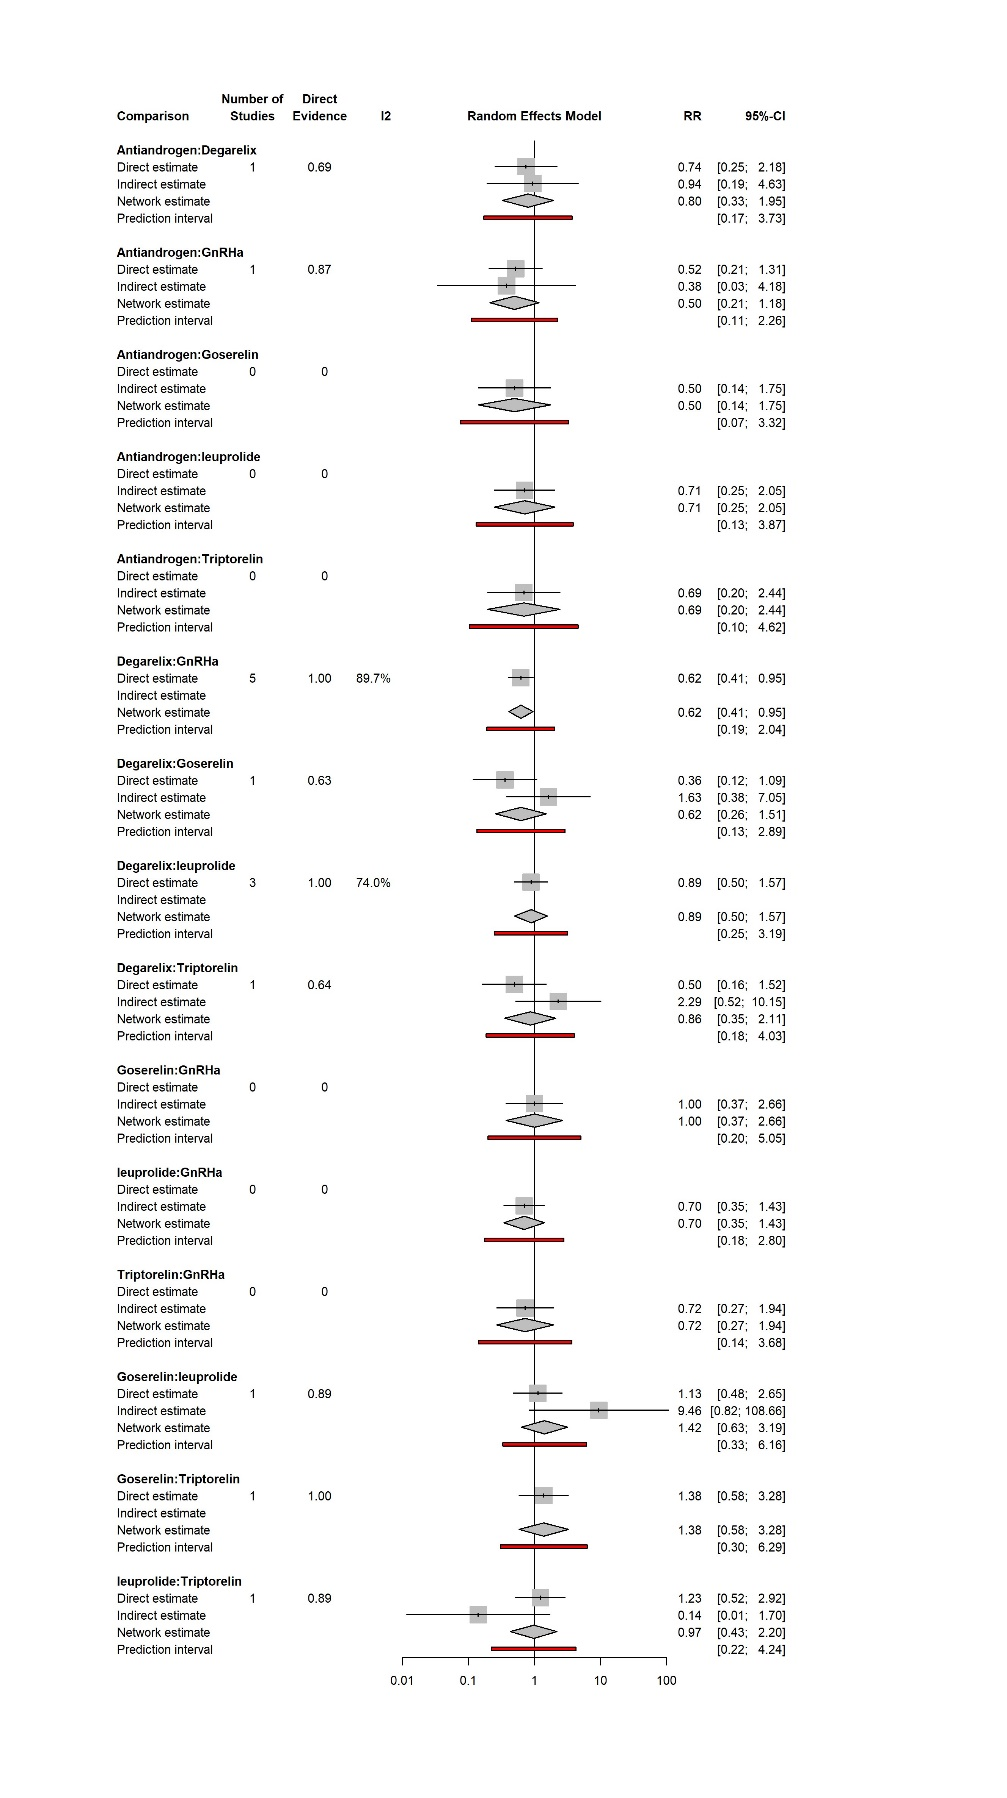 Number of Direct
Comparison Studies Evidence I2 Random Effects Model RR 95%-CI
Antiandrogen:Degarelix
Direct estimate 1 0.69 0.74 [0.25; 2.18]
Indirect estimate 0.94 [0.19; 4.63]
Network estimate 0.80 [0.33; 1.95]
Prediction interval [0.17; 3.73]
Antiandrogen:GnRHa
Direct estimate 1 0.87 0.52 [0.21; 1.31]
Indirect estimate 0.38 [0.03; 4.18]
Network estimate 0.50 [0.21; 1.18]
Prediction interval [0.11; 2.26]
Antiandrogen:Goserelin
Direct estimate 0 0
Indirect estimate 0.50 [0.14; 1.75]
Network estimate 0.50 [0.14; 1.75]
Prediction interval [0.07; 3.32]
Antiandrogen:leuprolide
Direct estimate 0 0
Indirect estimate 0.71 [0.25; 2.05]
Network estimate 0.71 [0.25; 2.05]
Prediction interval [0.13; 3.87]
Antiandrogen:Triptorelin
Direct estimate 0 0
Indirect estimate 0.69 [0.20; 2.44]
Network estimate 0.69 [0.20; 2.44]
Prediction interval [0.10; 4.62]
Degarelix:GnRHa
Direct estimate 5 1.00 89.7% 0.62 [0.41; 0.95]
Indirect estimate
Network estimate 0.62 [0.41; 0.95]
Prediction interval [0.19; 2.04]
Degarelix:Goserelin
Direct estimate 1 0.63 0.36 [0.12; 1.09]
Indirect estimate 1.63 [0.38; 7.05]
Network estimate 0.62 [0.26; 1.51]
Prediction interval [0.13; 2.89]
Degarelix:leuprolide
Direct estimate 3 1.00 74.0% 0.89 [0.50; 1.57]
Indirect estimate
Network estimate 0.89 [0.50; 1.57]
Prediction interval [0.25; 3.19]
Degarelix:Triptorelin
Direct estimate 1 0.64 0.50 [0.16; 1.52]
Indirect estimate 2.29 [0.52; 10.15]
Network estimate 0.86 [0.35; 2.11]
Prediction interval [0.18; 4.03]
Goserelin:GnRHa
Direct estimate 0 0
Indirect estimate 1.00 [0.37; 2.66]
Network estimate 1.00 [0.37; 2.66]
Prediction interval [0.20; 5.05]
leuprolide:GnRHa
Direct estimate 0 0
Indirect estimate 0.70 [0.35; 1.43]
Network estimate 0.70 [0.35; 1.43]
Prediction interval [0.18; 2.80]
Triptorelin:GnRHa
Direct estimate 0 0
Indirect estimate 0.72 [0.27; 1.94]
Network estimate 0.72 [0.27; 1.94]
Prediction interval [0.14; 3.68]
Goserelin:leuprolide
Direct estimate 1 0.89 1.13 [0.48; 2.65]
Indirect estimate 9.46 [0.82; 108.66]
Network estimate 1.42 [0.63; 3.19]
Prediction interval [0.33; 6.16]
Goserelin:Triptorelin
Direct estimate 1 1.00 1.38 [0.58; 3.28]
Indirect estimate
Network estimate 1.38 [0.58; 3.28]
Prediction interval [0.30; 6.29]
leuprolide:Triptorelin
Direct estimate 1 0.89 1.23 [0.52; 2.92]
Indirect estimate 0.14 [0.01; 1.70]
Network estimate 0.97 [0.43; 2.20]
Prediction interval [0.22; 4.24]
0.01 0.1 1 10 100